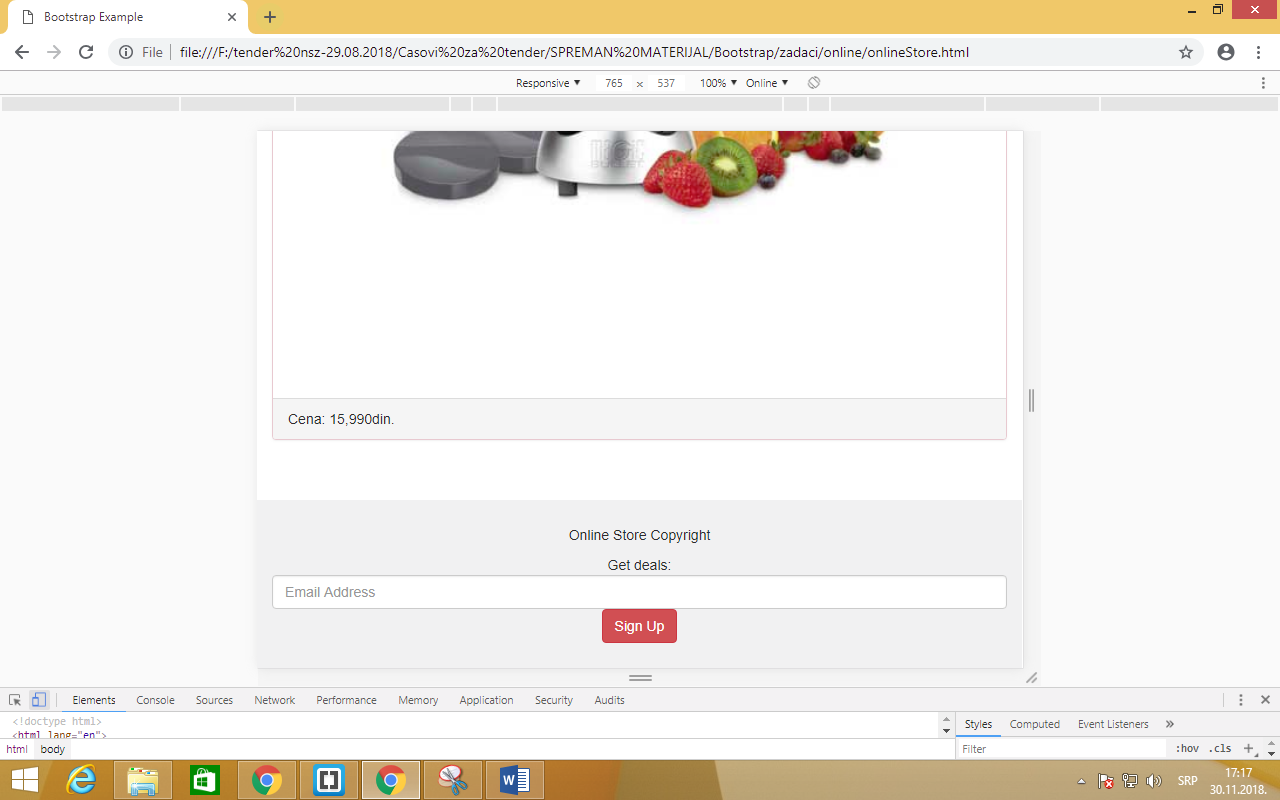 Bootstrap Example
File file:///F:/tender%20nsz-29.08.2018/Casovi%20za%20tender/SPREMAN%20MATERIJAL/Bootstrap/zadaci/online/onlineStore.html
Responsive ▼ 765 x 537 100% ▼ Online ▼
Cena: 15,990din.
Online Store Copyright
Get deals:
Email Address
Sign Up
Elements Console Sources Network Performance Memory Application Security Audits
<!doctype html>
<html lang="en">
html body
Styles Computed Event Listeners »
Filter :hov .cls +
SRP 17:17
30.11.2018.